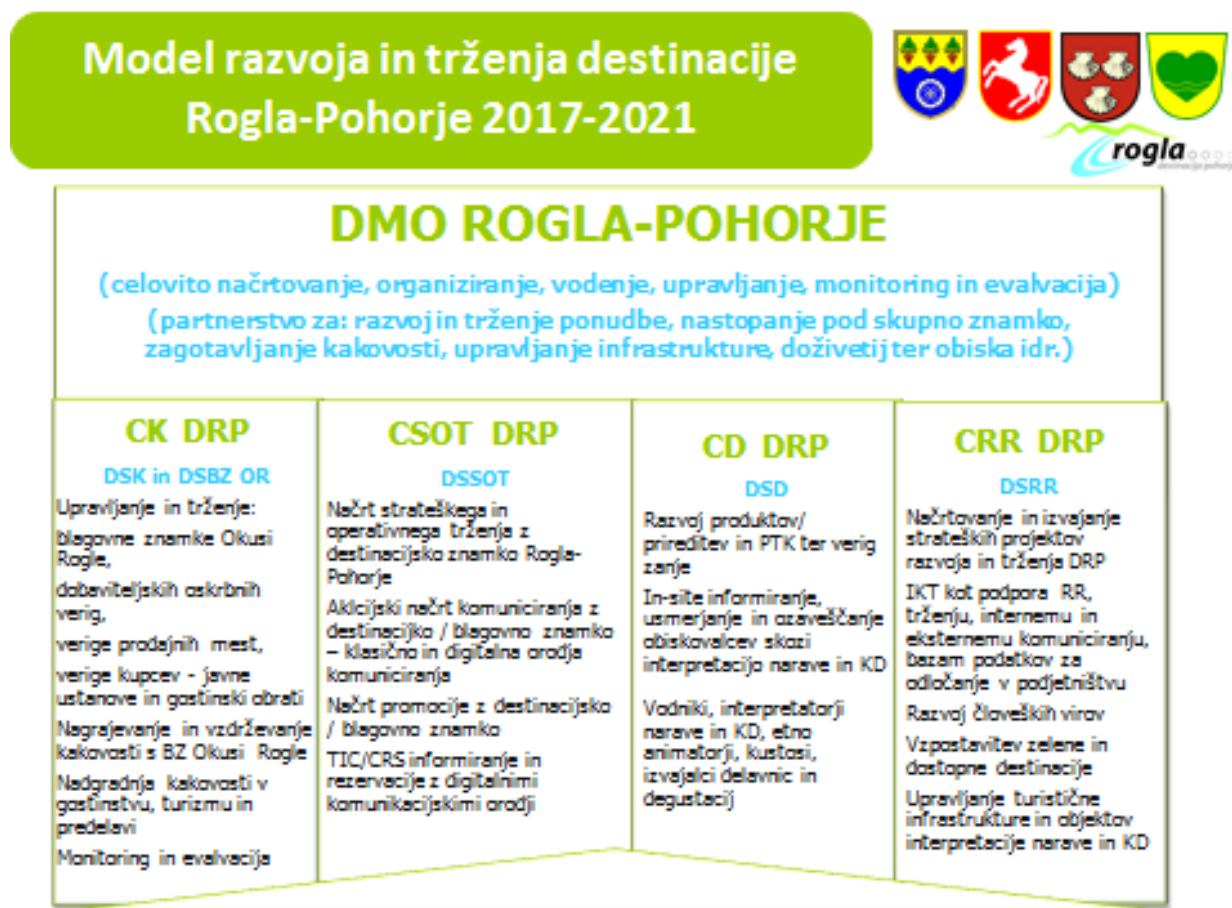 Model razvoja in trženja destinacije
Rogla-Pohorje 2017-2021
rogla
DMO ROGLA-POHORJE
(celovito načrtovanje, organiziranje, vodenje, upravljanje, monitoring in evalvacija)
(partnerstvo za: razvoj in trženje ponudbe, nastopanje pod skupno znamko,
zagotavljanje kakovosti, upravljanje infrastrukture, doživetij ter obiska idr.)
CK DRP
DSK in DSBZ OR
Upravljanje in trženje:
blagovne znamke Okusi
Rogle,
dobaviteljskih oskrbnih
verig,
verige prodajnih mest,
verige kupcev - javne
ustanove in gostinski obrati
Nagrajevanje in vzdrževanje
kakovosti s BZ Okusi Rogle
Nadgradnja kakovosti v
gostinstvu, turizmu in
predelavi
Monitoring in evalvacija
CSOT DRP
DSSOT
Načrt strateškega in
operativnega trženja z
destinacijsko znamko Rogla-
Pohorje
Akcijski načrt komuniciranja z
destinacijko / blagovno znamko
– klasično in digitalna orodja
komuniciranja
Načrt promocije z destinacijsko
/ blagovno znamko
TIC/CRS informiranje in
rezervacije z digitalnimi
komunikacijskimi orodji
CD DRP
DSD
Razvoj produktov/
prireditev in PTK ter verig
zanje
In-site informiranje,
usmerjanje in ozaveščanje
obiskovalcev skozi
interpretacijo narave in KD
Vodniki, interpretatorji
narave in KD, etno
animatorji, kustosi,
izvajalci delavnic in
degustacij
CRR DRP
DSRR
Načrtovanje in izvajanje
strateških projektov
razvoja in trženja DRP
IKT kot podpora RR,
trženju, internemu in
eksternemu komuniciranju,
bazam podatkov za
odločanje v podjetništvu
Razvoj človeških virov
Vzpostavitev zelene in
dostopne destinacije
Upravljanje turistične
infrastrukture in objektov
interpretacije narave in KD